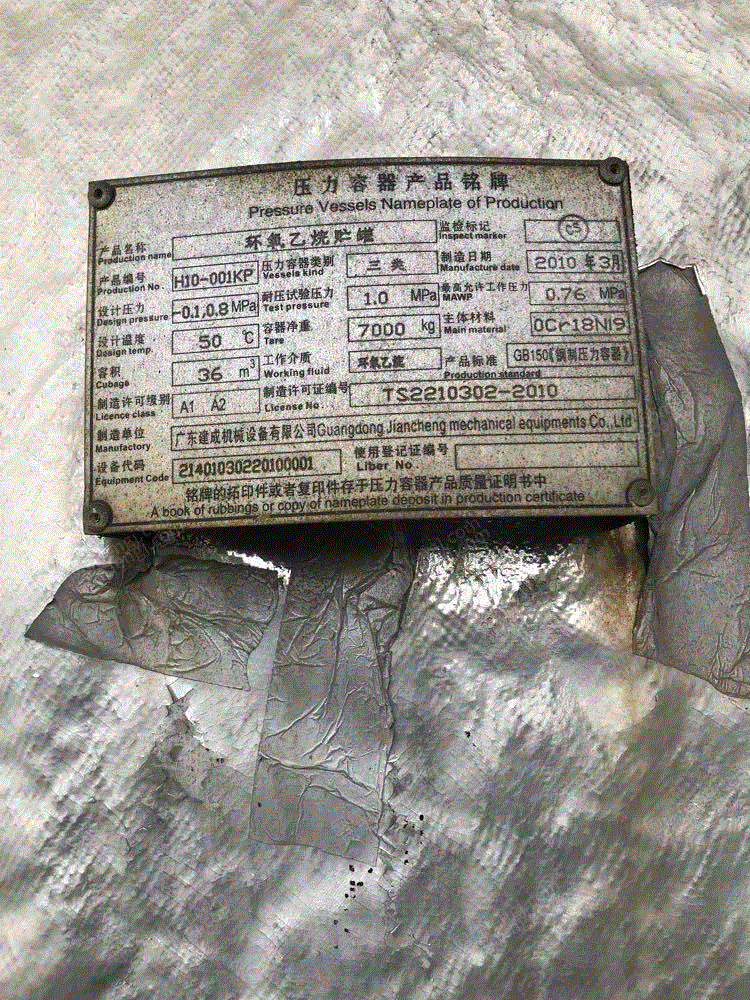 压力容器产品铭牌
Pressure Vessels Nameplate of Production
产品名称 环氧乙烷贮罐 监检标记
Production name Inspect marker
产品编号 H10-001KP 压力容器类别 三类 制造日期 2010年3月
Production No Vessels kind Manufacture date
设计压力 -0.1,0.8MPa 耐压试验压力 1.0 MPa 最高允许工作压力 0.76 MPa
Design pressure Test pressure MAWP
设计温度 50 ℃ 容器净重 7000 kg 主体材料 0Cr18Ni9
Design temp. Tare Main material
容积 36 m³ 工作介质 环氧乙烷 产品标准 GB150《钢制压力容器》
Cubage Working fluid Production standard
制造许可级别 A1 A2 制造许可证编号 TS2210302-2010
Licence class License No.
制造单位 广东建成机械设备有限公司Guangdong Jiancheng mechanical equipments Co., Ltd
Manufactory
设备代码 21401030220100001 使用登记证编号
Equipment Code Liber No.
铭牌的拓印件或者复印件存于压力容器产品质量证明书中
A book of rubbings or copy of nameplate deposit in production certificate